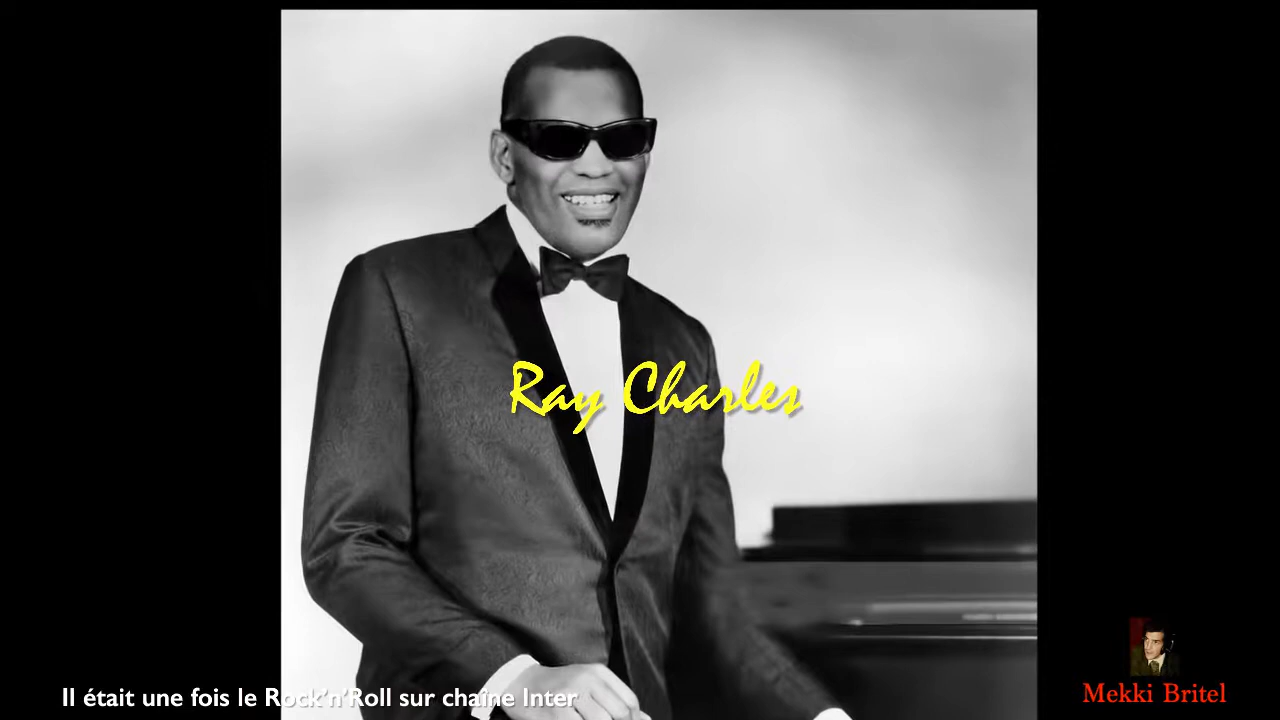 Ray Charles
Il était une fois le Rock'n'Roll sur chaîne Inter
Mekki Britel